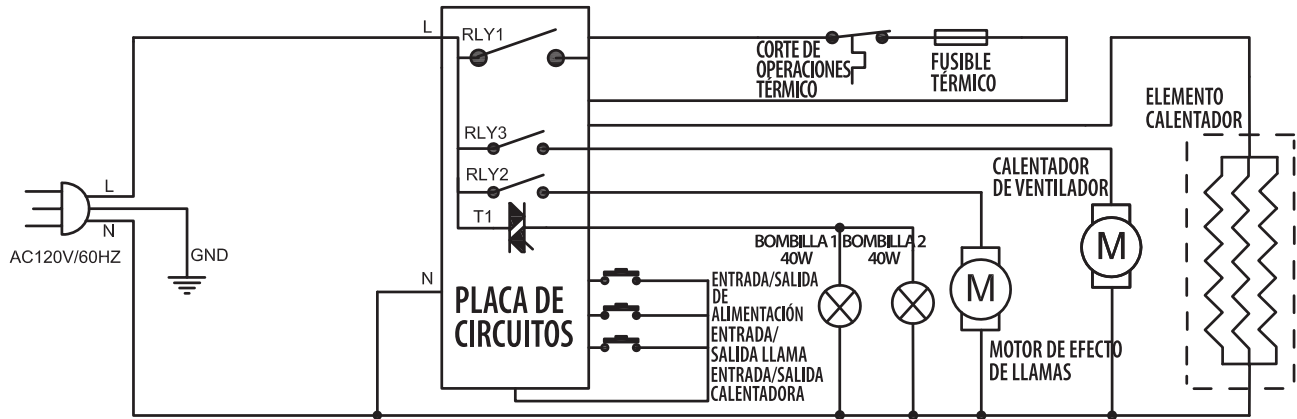 L
RLY1
CORTE DE
OPERACIONES
TÉRMICO
FUSIBLE
TÉRMICO
ELEMENTO
CALENTADOR
RLY3
RLY2
CALENTADOR
DE VENTILADOR
L
N
AC120V/60HZ
GND
T1
BOMBILLA 1
40W
BOMBILLA 2
40W
M
M
N
PLACA DE
CIRCUITOS
ENTRADA/SALIDA
DE
ALIMENTACIÓN
ENTRADA/
SALIDA LLAMA
ENTRADA/SALIDA
CALENTADORA
MOTOR DE EFECTO
DE LLAMAS